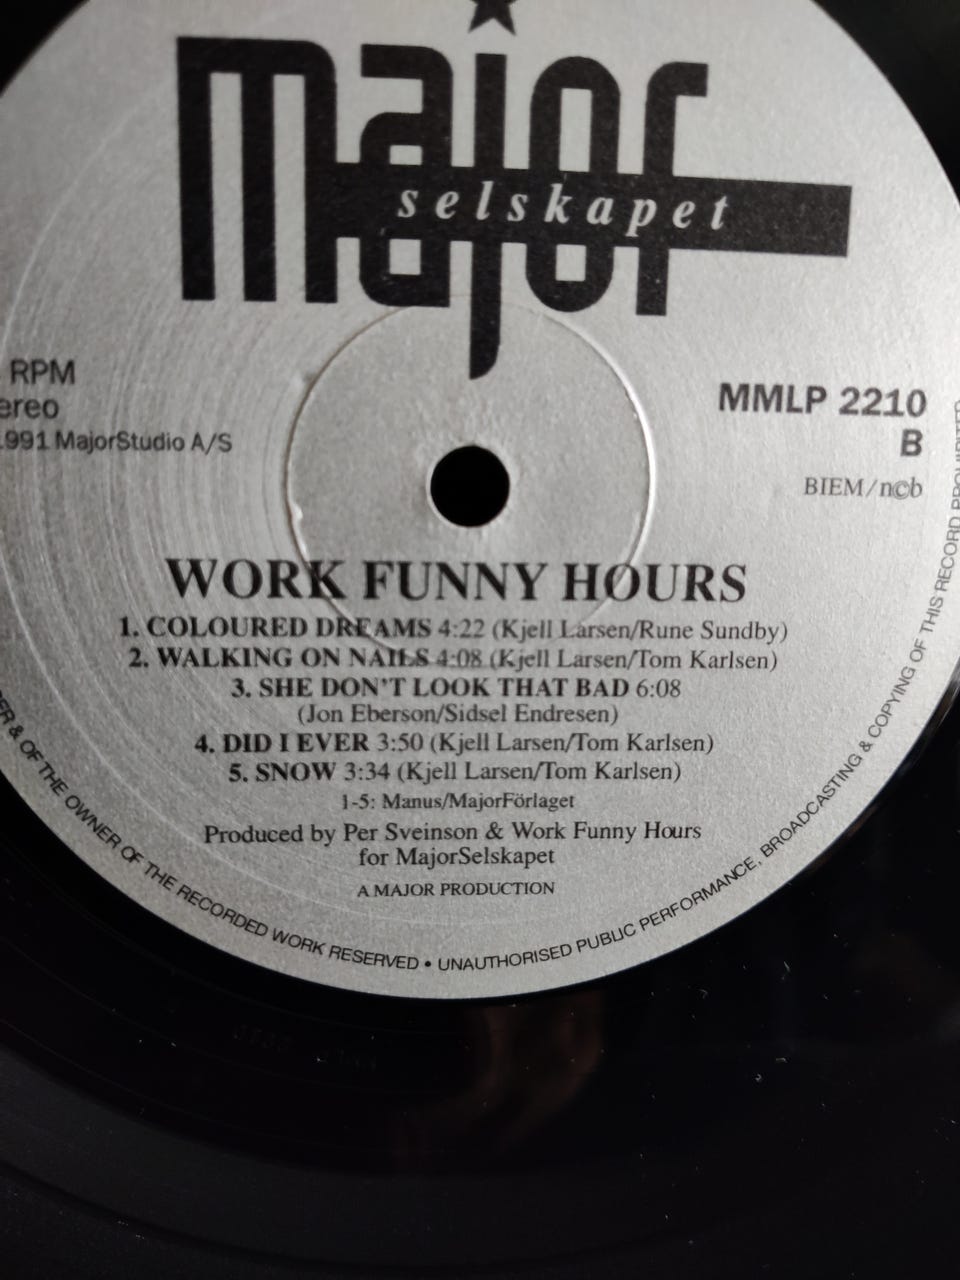 major
selskapet
RPM
1991 MajorStudio A/S
MMLP 2210
B
BIEM/n©b
WORK FUNNY HOURS
1. COLOURED DREAMS 4:22 (Kjell Larsen/Rune Sundby)
2. WALKING ON NAILS 4:08 (Kjell Larsen/Tom Karlsen)
3. SHE DON'T LOOK THAT BAD 6:08
(Jon Eberson/Sidsel Endresen)
4. DID I EVER 3:50 (Kjell Larsen/Tom Karlsen)
5. SNOW 3:34 (Kjell Larsen/Tom Karlsen)
1-5: Manus/MajorFörlaget
Produced by Per Sveinson & Work Funny Hours
for MajorSelskapet
A MAJOR PRODUCTION
& OF THE OWNER OF THE RECORDED WORK RESERVED • UNAUTHORISED PUBLIC PERFORMANCE, BROADCASTING & COPYING OF THIS RECORD PROHIBITED